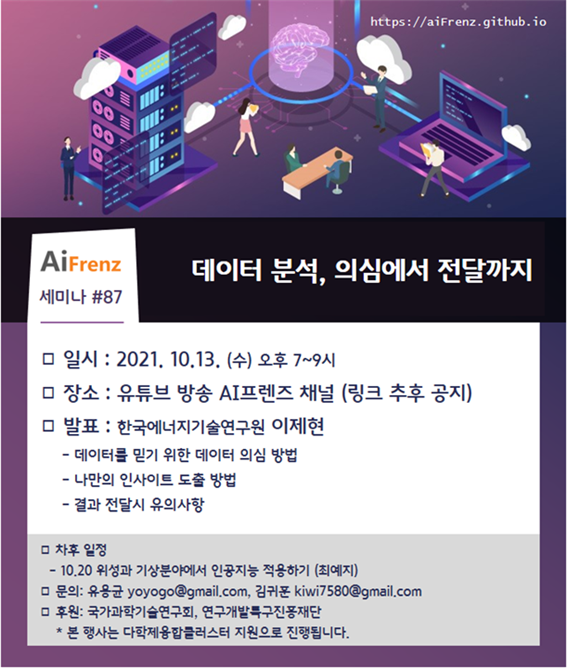 https://aiFrenz.github.io
AiFrenz
세미나 #87
데이터 분석, 의심에서 전달까지
□ 일시 : 2021. 10.13. (수) 오후 7~9시
□ 장소 : 유튜브 방송 AI프렌즈 채널 (링크 추후 공지)
□ 발표 : 한국에너지기술연구원 이제현
- 데이터를 믿기 위한 데이터 의심 방법
- 나만의 인사이트 도출 방법
- 결과 전달시 유의사항
□ 차후 일정
- 10.20 위성과 기상분야에서 인공지능 적용하기 (최예지)
□ 문의: 유용균 yoyogo@gmail.com, 김귀훈 kiwi7580@gmail.com
□ 후원: 국가과학기술연구회, 연구개발특구진흥재단
* 본 행사는 다학제융합클러스터 지원으로 진행됩니다.